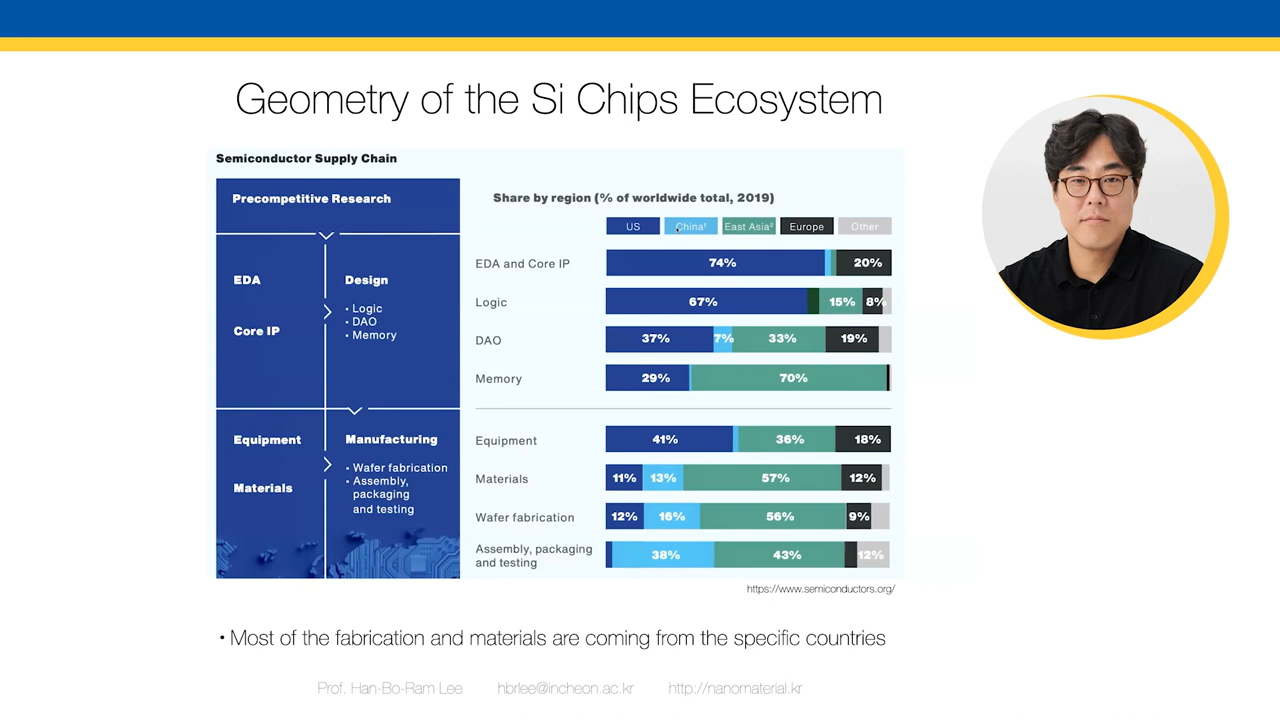 Geometry of the Si Chips Ecosystem
Semiconductor Supply Chain
Precompetitive Research
EDA
Core IP
Design
• Logic
• DAO
• Memory
Equipment
Materials
Manufacturing
• Wafer fabrication
• Assembly,
packaging
and testing
Share by region (% of worldwide total, 2019)
US China¹ East Asia² Europe Other
EDA and Core IP 74% 20%
Logic 67% 15% 8%
DAO 37% 7% 33% 19%
Memory 29% 70%
Equipment 41% 36% 18%
Materials 11% 13% 57% 12%
Wafer fabrication 12% 16% 56% 9%
Assembly, packaging
and testing 38% 43% 12%
https://www.semiconductors.org/
• Most of the fabrication and materials are coming from the specific countries
Prof. Han-Bo-Ram Lee hbrlee@incheon.ac.kr http://nanomaterial.kr